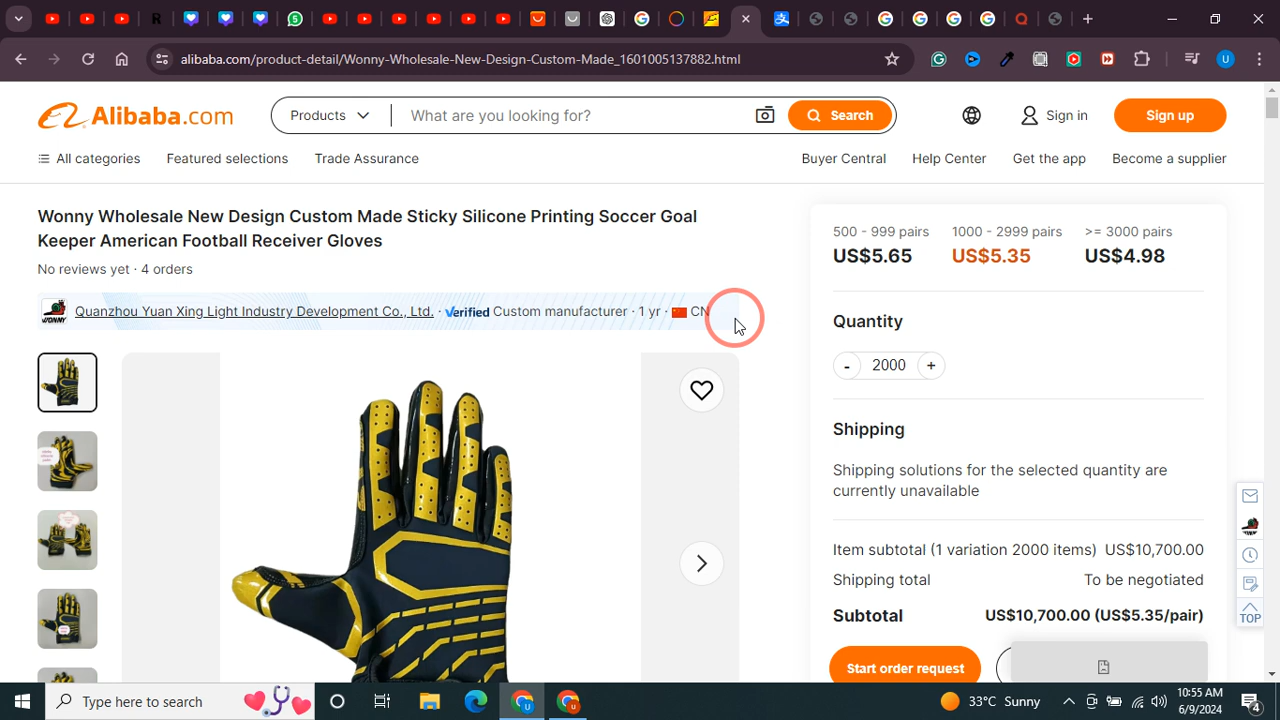 alibaba.com/product-detail/Wonny-Wholesale-New-Design-Custom-Made_1601005137882.html
U
Alibaba.com
Products
What are you looking for?
Search
Sign in
Sign up
All categories
Featured selections
Trade Assurance
Buyer Central
Help Center
Get the app
Become a supplier
Wonny Wholesale New Design Custom Made Sticky Silicone Printing Soccer Goal
Keeper American Football Receiver Gloves
No reviews yet · 4 orders
WONNY
Quanzhou Yuan Xing Light Industry Development Co., Ltd. · Verified Custom manufacturer · 1 yr · CN
500 - 999 pairs
US$5.65
1000 - 2999 pairs
US$5.35
>= 3000 pairs
US$4.98
Quantity
- 2000 +
Shipping
Shipping solutions for the selected quantity are
currently unavailable
Item subtotal (1 variation 2000 items) US$10,700.00
Shipping total To be negotiated
Subtotal US$10,700.00 (US$5.35/pair)
Start order request
TOP
Type here to search
33°C Sunny
10:55 AM
6/9/2024
4